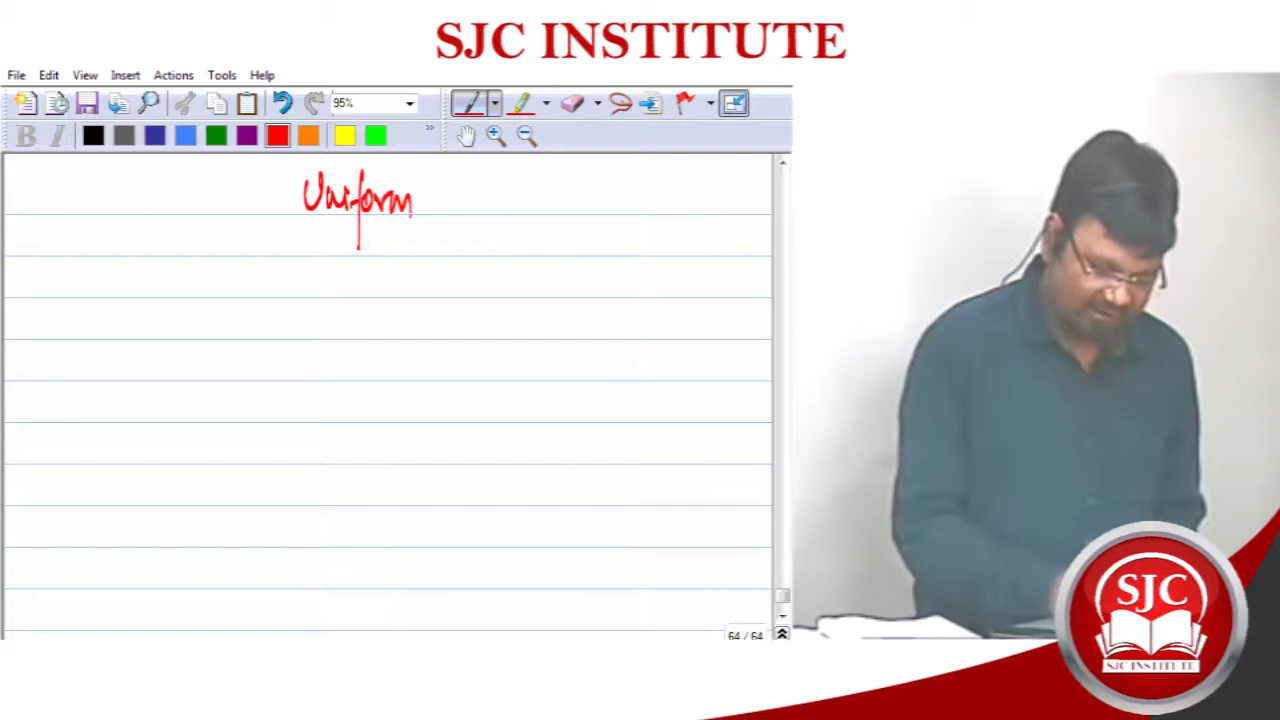 SJC INSTITUTE
File Edit View Insert Actions Tools Help
95%
B I
Uniform
64 / 64
SJC
SJC INSTITUTE